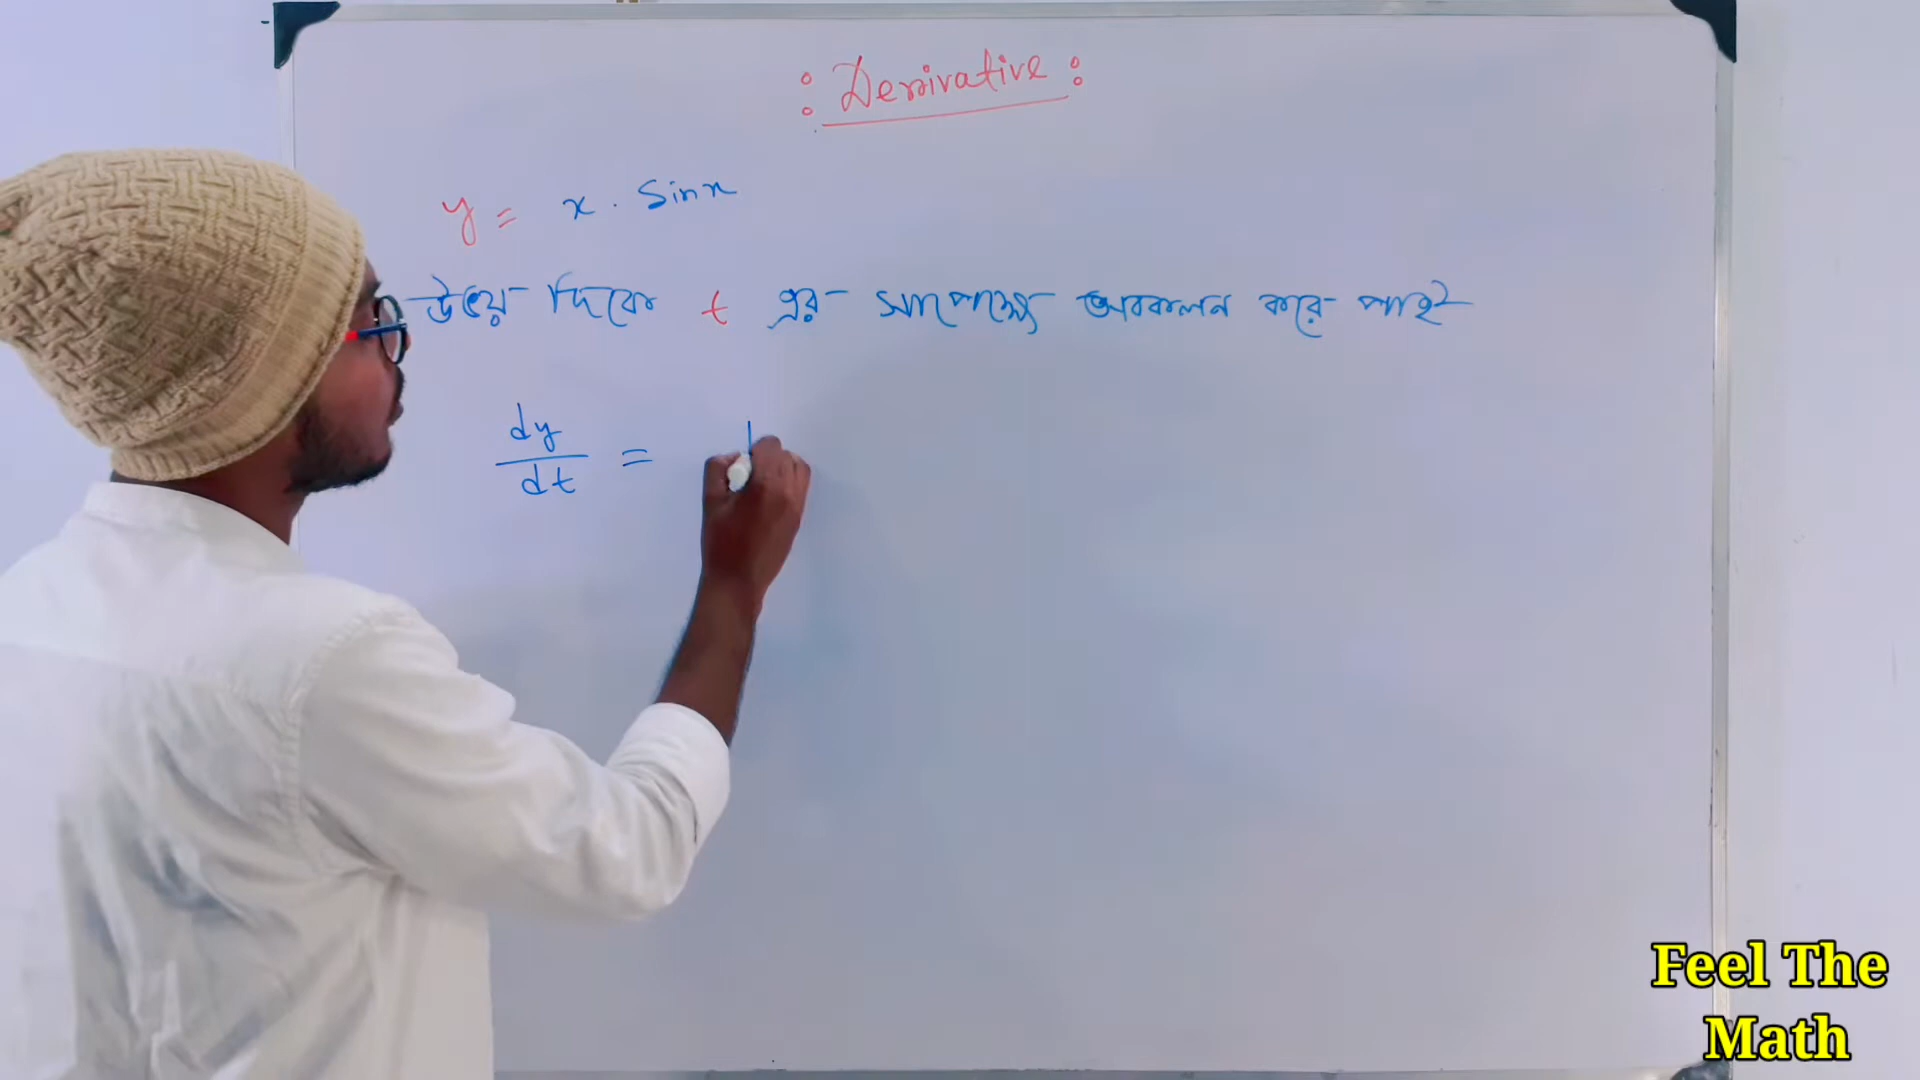 : Derivative :
y = x . Sinx
উভয় দিকে t এর সাপেক্ষে অবকলন করে পাই
dy/dt =
Feel The
Math